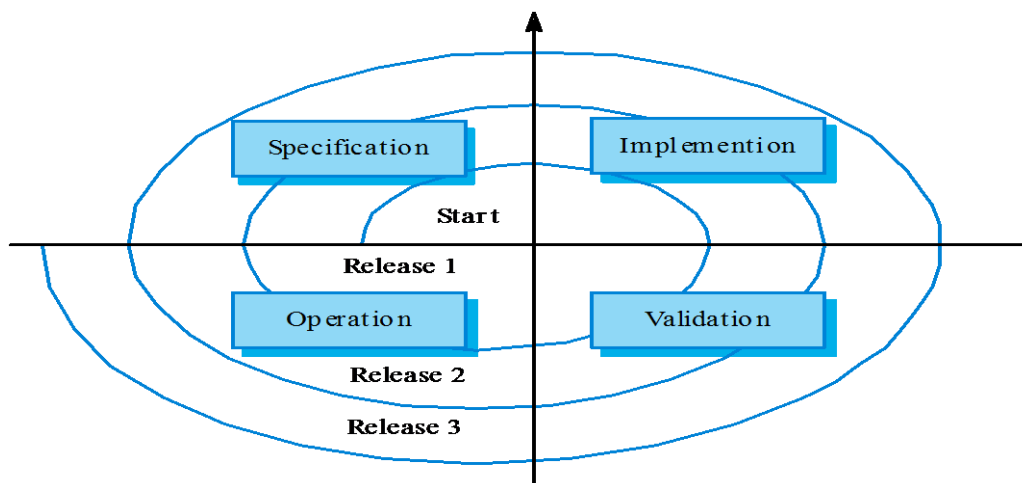 Specification
Implemention
Start
Release 1
Operation
Validation
Release 2
Release 3